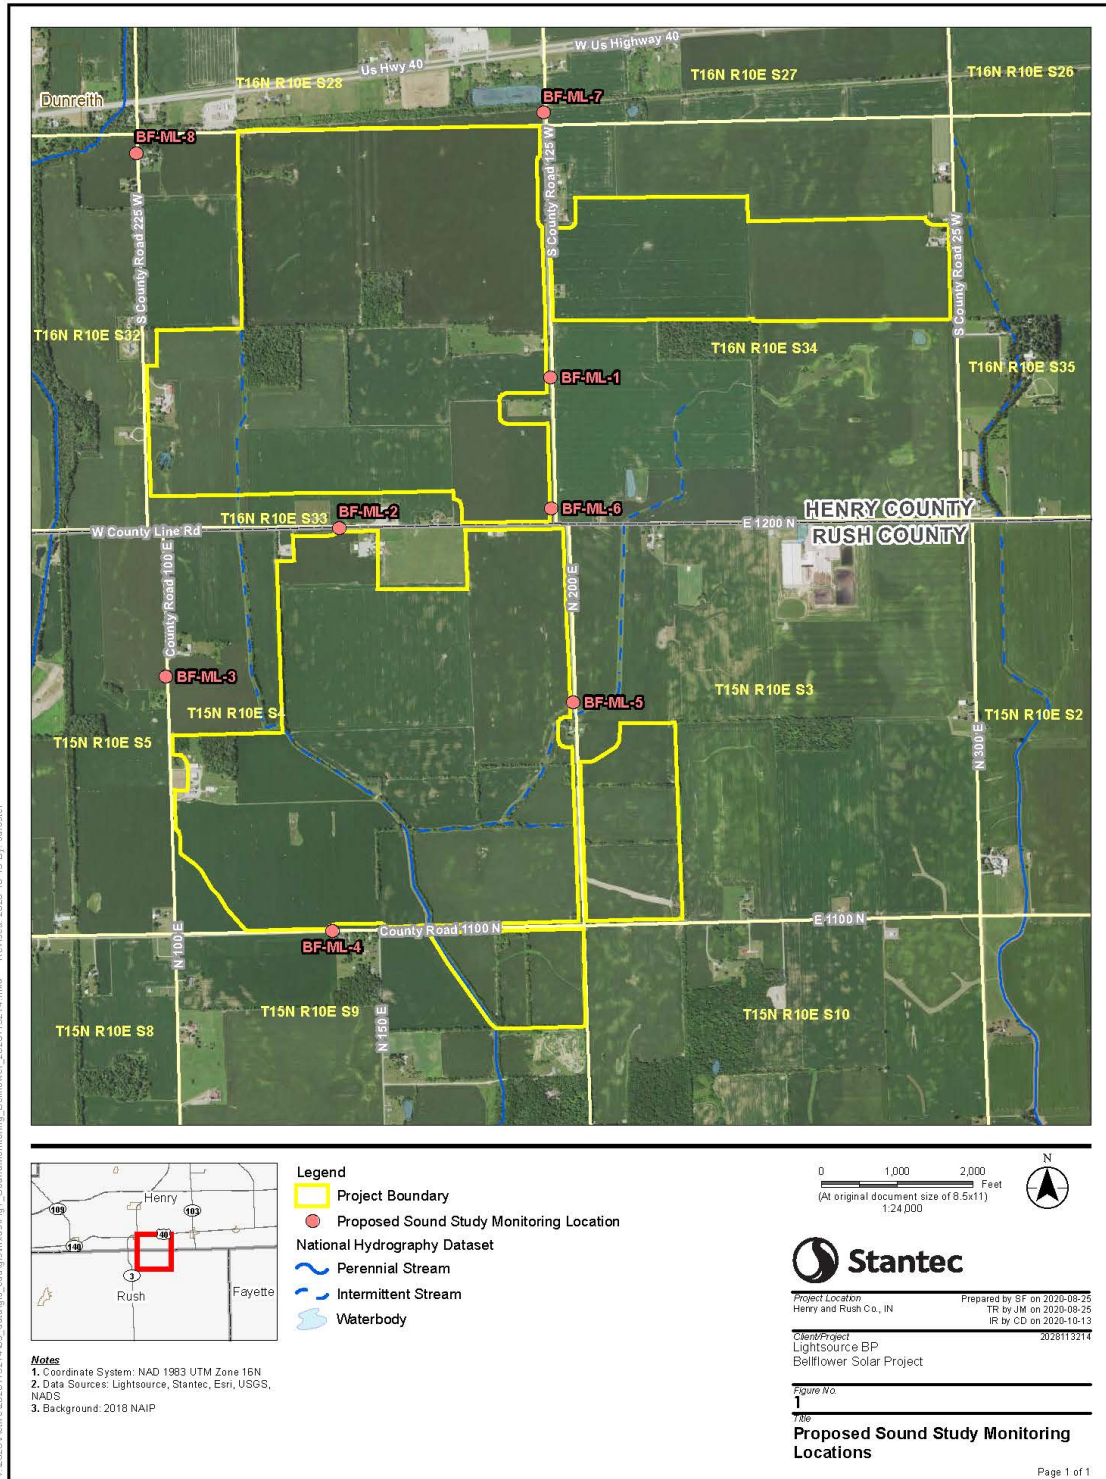 W Us Highway 40
Us Hwy 40
T16N R10E S28
T16N R10E S27
T16N R10E S26
Dunreith
BF-ML-7
BF-ML-8
S County Road 125 W
S County Road 225 W
S County Road 25 W
T16N R10E S32
T16N R10E S34
T16N R10E S35
BF-ML-1
BF-ML-6
HENRY COUNTY
T16N R10E S33
BF-ML-2
W County Line Rd
E 1200 N
RUSH COUNTY
County Road 100 E
N 200 E
BF-ML-3
BF-ML-5
T15N R10E S3
T15N R10E S4
T15N R10E S2
T15N R10E S5
N 300 E
E 1100 N
County Road 1100 N
BF-ML-4
N 100 E
T15N R10E S9
T15N R10E S10
T15N R10E S8
N 150 E
Henry
109
103
40
140
3
Rush
Fayette
Legend
Project Boundary
Proposed Sound Study Monitoring Location
National Hydrography Dataset
Perennial Stream
Intermittent Stream
Waterbody
Notes
1. Coordinate System: NAD 1983 UTM Zone 16N
2. Data Sources: Lightsource, Stantec, Esri, USGS,
NADS
3. Background: 2018 NAIP
0 1,000 2,000
Feet
(At original document size of 8.5x11)
1:24,000
N
Stantec
Project Location
Henry and Rush Co., IN
Prepared by SF on 2020-08-25
TR by JM on 2020-08-25
IR by CD on 2020-10-13
Client/Project
2028113214
Lightsource BP
Bellflower Solar Project
Figure No.
1
Title
Proposed Sound Study Monitoring
Locations
Page 1 of 1